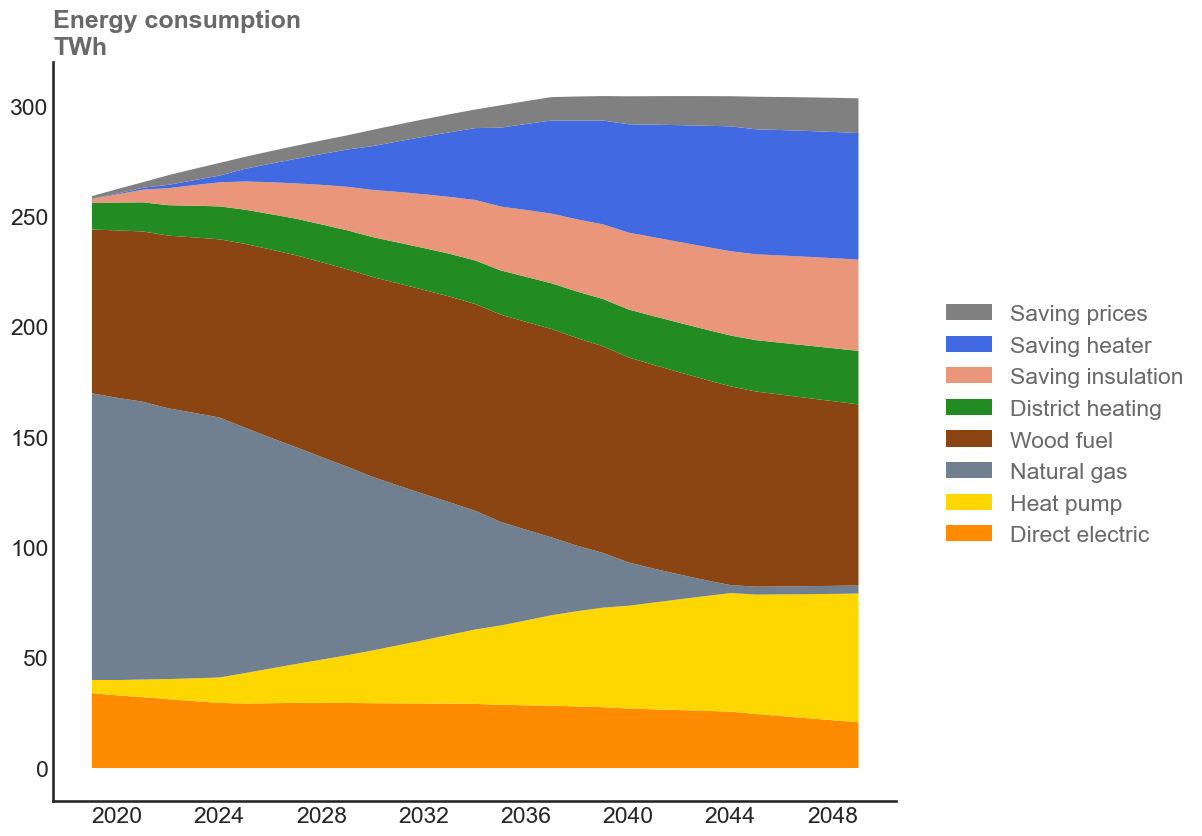 Energy consumption
TWh
300
250
200
150
100
50
0
2020 2024 2028 2032 2036 2040 2044 2048
Saving prices
Saving heater
Saving insulation
District heating
Wood fuel
Natural gas
Heat pump
Direct electric